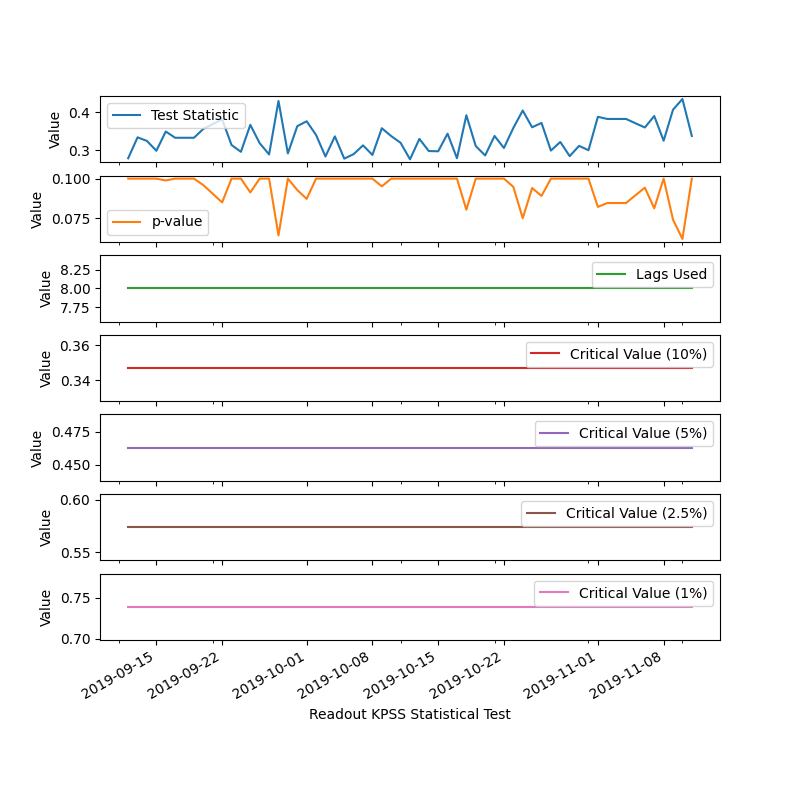 0.4
Value
0.3
Test Statistic
0.100
Value
0.075
p-value
8.25
Value
8.00
7.75
Lags Used
0.36
Value
0.34
Critical Value (10%)
0.475
Value
0.450
Critical Value (5%)
0.60
Value
0.55
Critical Value (2.5%)
0.75
Value
0.70
Critical Value (1%)
2019-09-15 2019-09-22 2019-10-01 2019-10-08 2019-10-15 2019-10-22 2019-11-01 2019-11-08
Readout KPSS Statistical Test